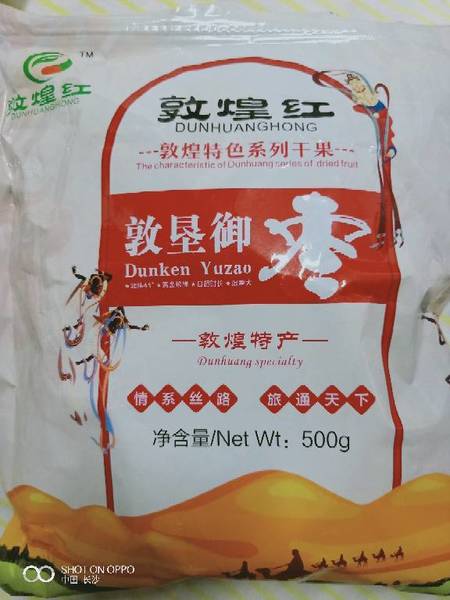 TM
敦煌红
DUNHUANGHONG
敦煌红
DUNHUANGHONG
---敦煌特色系列干果---
The characteristic of Dunhuang series of dried fruit
敦垦御枣
Dunken Yuzao
—敦煌特产—
Dunhuang specialty
情系丝路 旅通天下
净含量/Net Wt: 500g
SHOT ON OPPO
中国·长沙